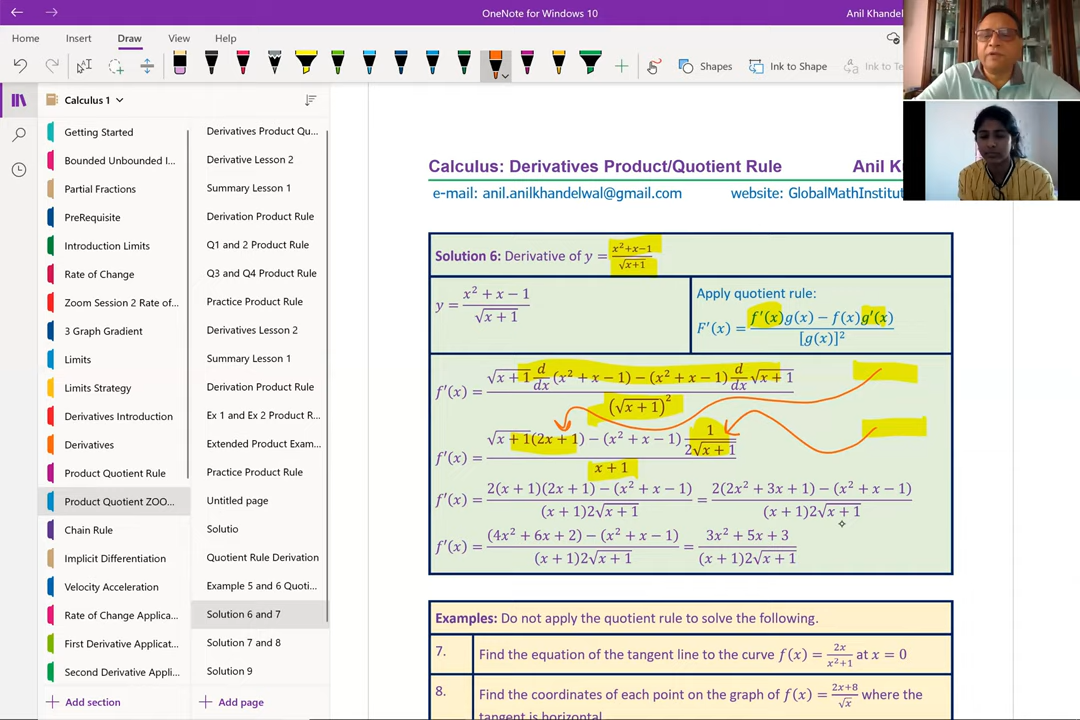 OneNote for Windows 10
Anil Khandel
Home Insert Draw View Help
Shapes Ink to Shape Ink to Te
Calculus 1
Getting Started
Bounded Unbounded I...
Partial Fractions
PreRequisite
Introduction Limits
Rate of Change
Zoom Session 2 Rate of...
3 Graph Gradient
Limits
Limits Strategy
Derivatives Introduction
Derivatives
Product Quotient Rule
Product Quotient ZOO...
Chain Rule
Implicit Differentiation
Velocity Acceleration
Rate of Change Applica...
First Derivative Applicat...
Second Derivative Appl...
Add section
Derivatives Product Qu...
Derivative Lesson 2
Summary Lesson 1
Derivation Product Rule
Q1 and 2 Product Rule
Q3 and Q4 Product Rule
Practice Product Rule
Derivatives Lesson 2
Summary Lesson 1
Derivation Product Rule
Ex 1 and Ex 2 Product R...
Extended Product Exam...
Practice Product Rule
Untitled page
Solutio
Quotient Rule Derivation
Example 5 and 6 Quoti...
Solution 6 and 7
Solution 7 and 8
Solution 9
Add page
Calculus: Derivatives Product/Quotient Rule Anil K
e-mail: anil.anilkhandelwal@gmail.com website: GlobalMathInstitut
Solution 6: Derivative of y = (x²+x−1)/√(x+1)
y = (x² + x − 1)/√(x + 1)
Apply quotient rule:
F′(x) = (f′(x)g(x) − f(x)g′(x))/[g(x)]²
f′(x) = (√(x + 1) d/dx (x² + x − 1) − (x² + x − 1) d/dx √(x + 1))/(√(x + 1))²
f′(x) = (√(x + 1)(2x + 1) − (x² + x − 1) 1/(2√(x + 1)))/(x + 1)
f′(x) = (2(x + 1)(2x + 1) − (x² + x − 1))/((x + 1)2√(x + 1)) = (2(2x² + 3x + 1) − (x² + x − 1))/((x + 1)2√(x + 1))
f′(x) = ((4x² + 6x + 2) − (x² + x − 1))/((x + 1)2√(x + 1)) = (3x² + 5x + 3)/((x + 1)2√(x + 1))
Examples: Do not apply the quotient rule to solve the following.
7. Find the equation of the tangent line to the curve f(x) = 2x/(x²+1) at x = 0
8. Find the coordinates of each point on the graph of f(x) = (2x+8)/√x where the
tangent is horizontal